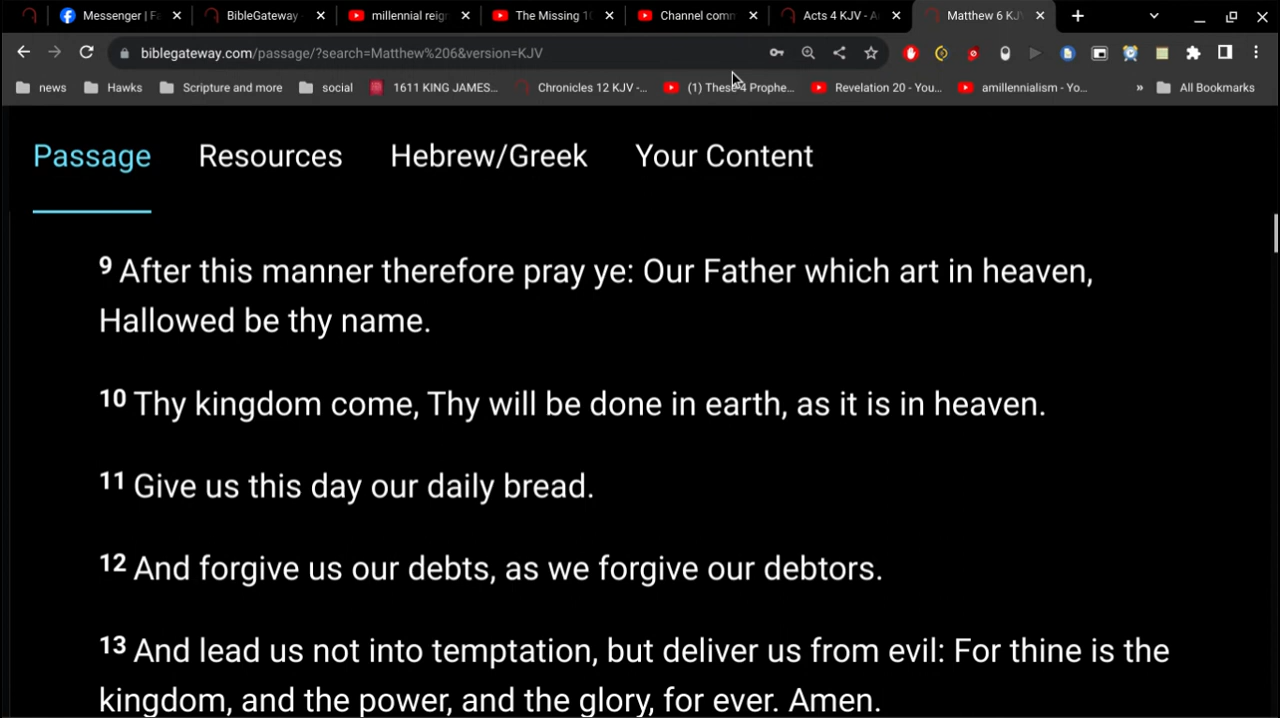 Messenger | F
BibleGateway
millennial reig
The Missing 10
Channel comm
Acts 4 KJV - A
Matthew 6 KJV
biblegateway.com/passage/?search=Matthew%206&version=KJV
news
Hawks
Scripture and more
social
1611 KING JAMES...
Chronicles 12 KJV -...
(1) These 4 Prophe...
Revelation 20 - You...
amillennialism - Yo...
»
All Bookmarks
Passage
Resources
Hebrew/Greek
Your Content
9 After this manner therefore pray ye: Our Father which art in heaven,
Hallowed be thy name.
10 Thy kingdom come, Thy will be done in earth, as it is in heaven.
11 Give us this day our daily bread.
12 And forgive us our debts, as we forgive our debtors.
13 And lead us not into temptation, but deliver us from evil: For thine is the
kingdom, and the power, and the glory, for ever. Amen.